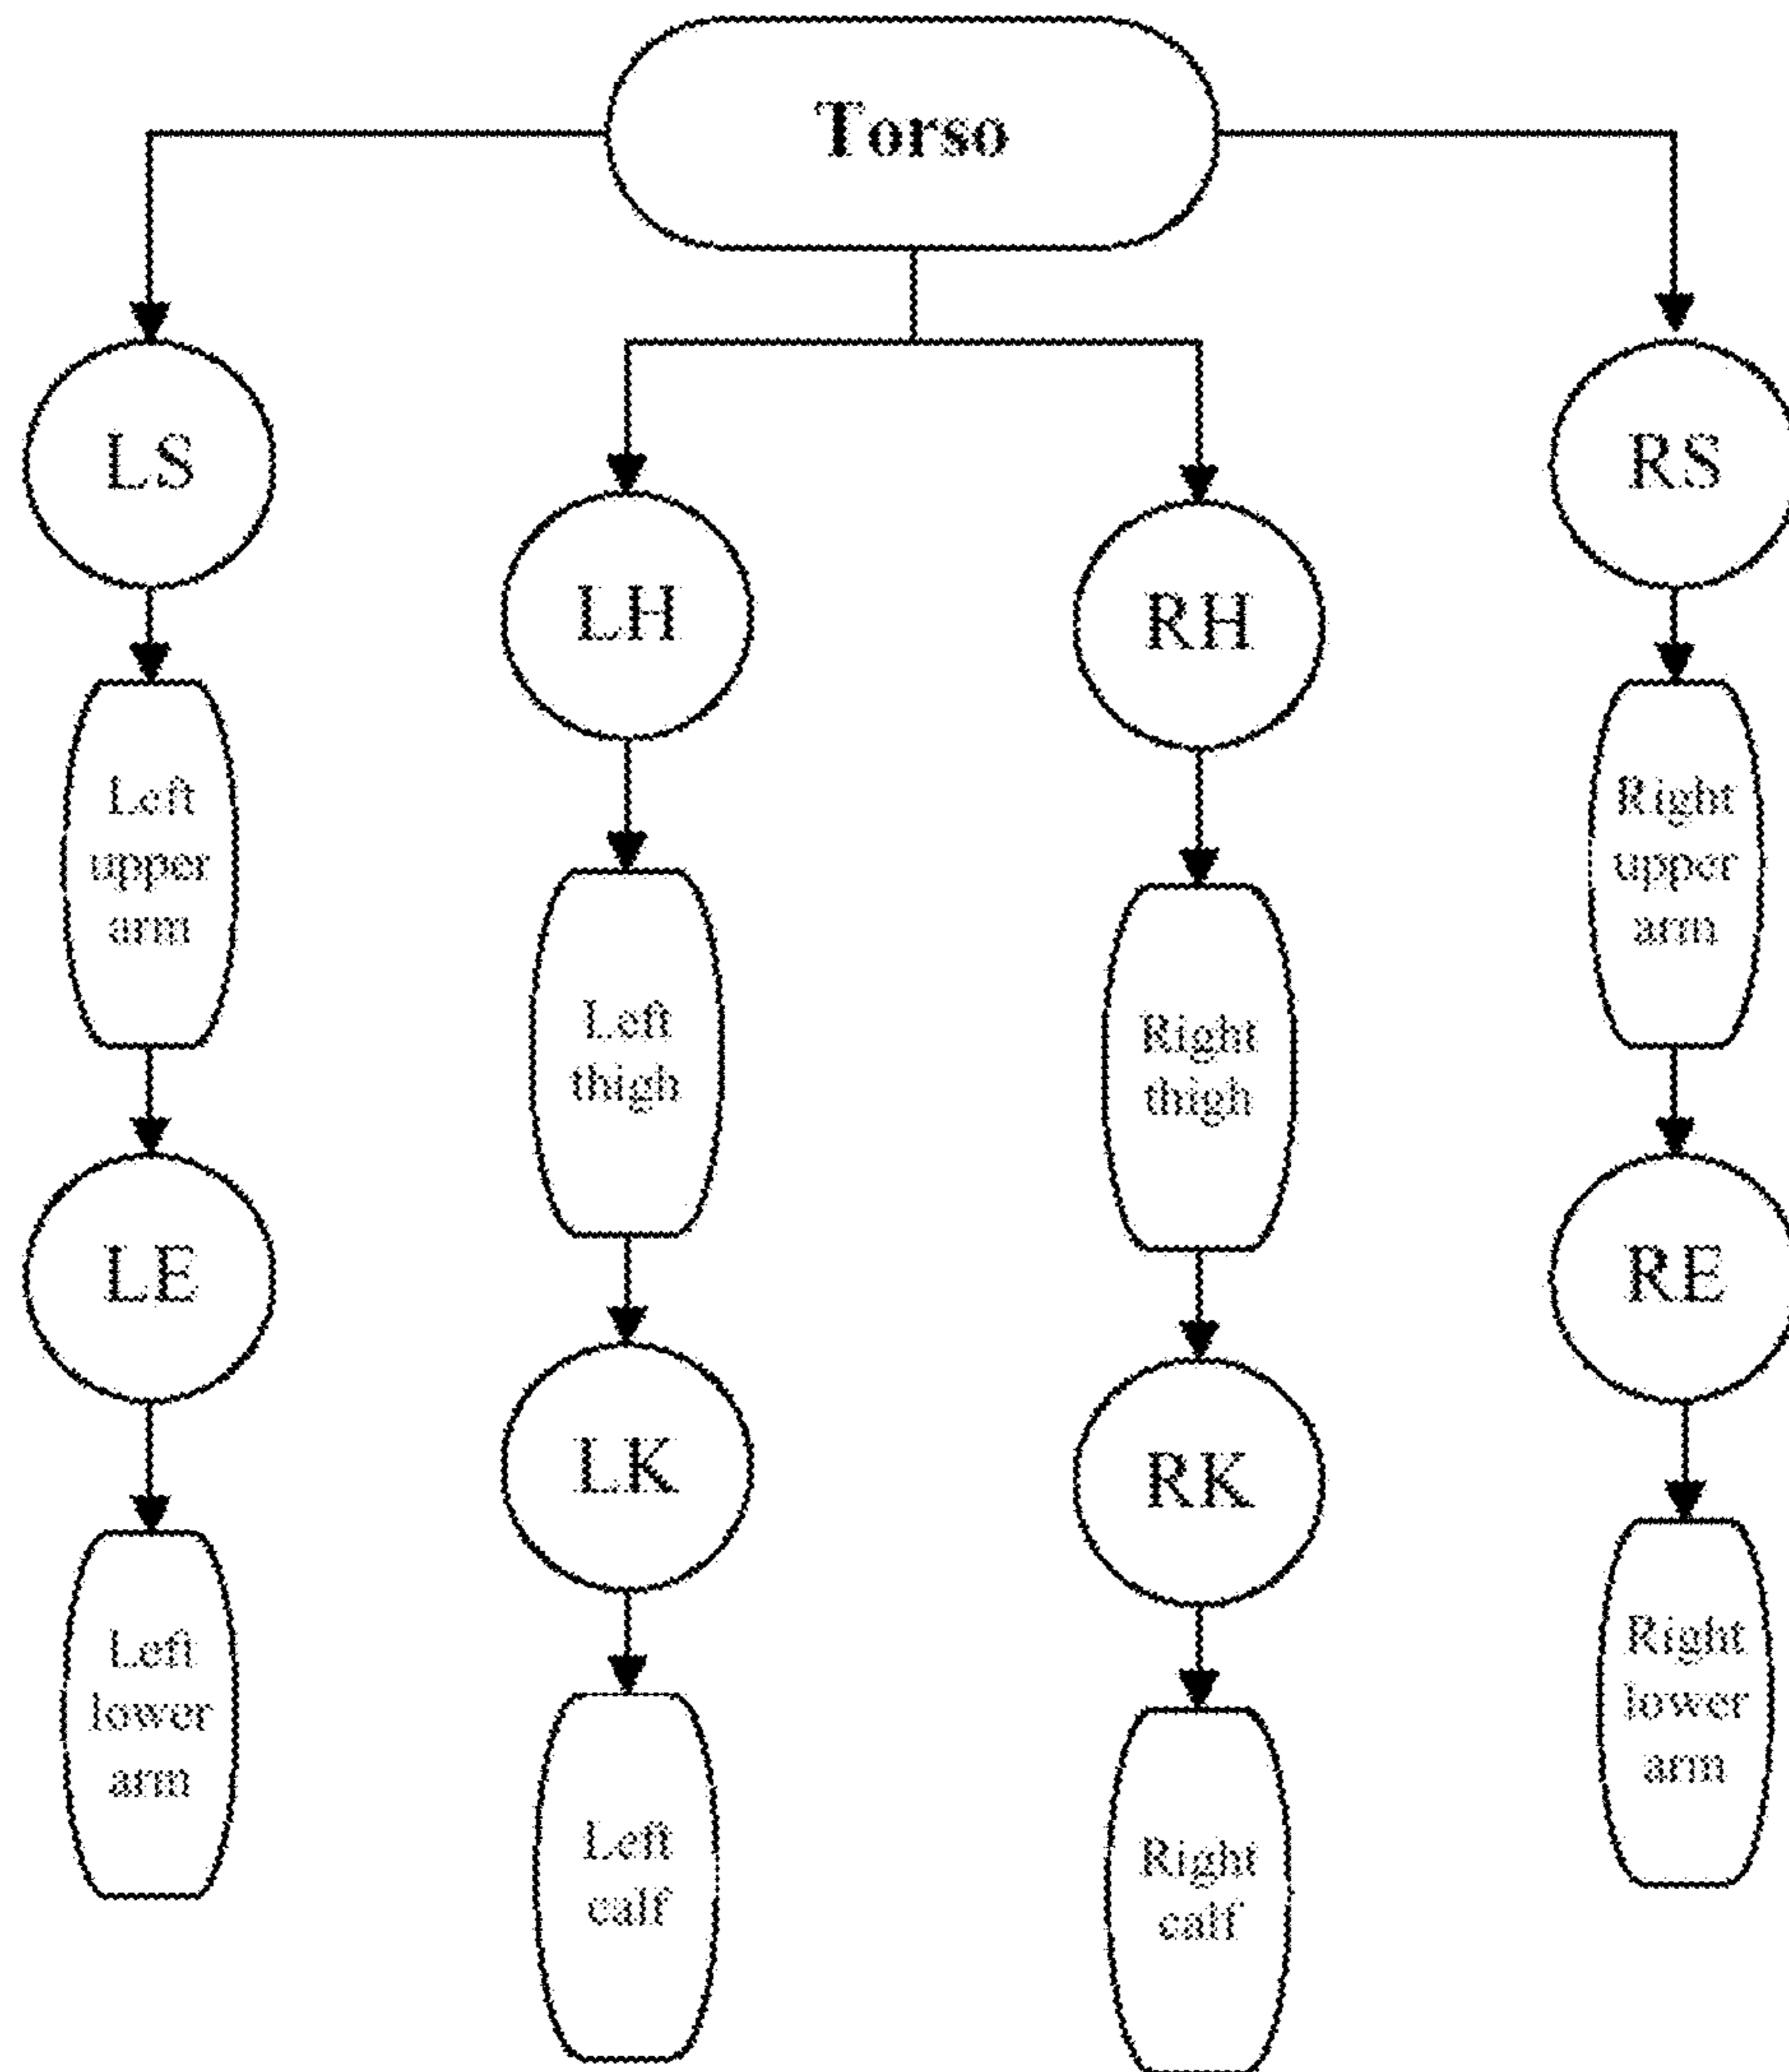 Torso
LS
RS
LH
RH
Left
upper
arm
Right
upper
arm
Left
thigh
Right
thigh
LE
RE
LK
RK
Left
lower
arm
Right
lower
arm
Left
calf
Right
calf